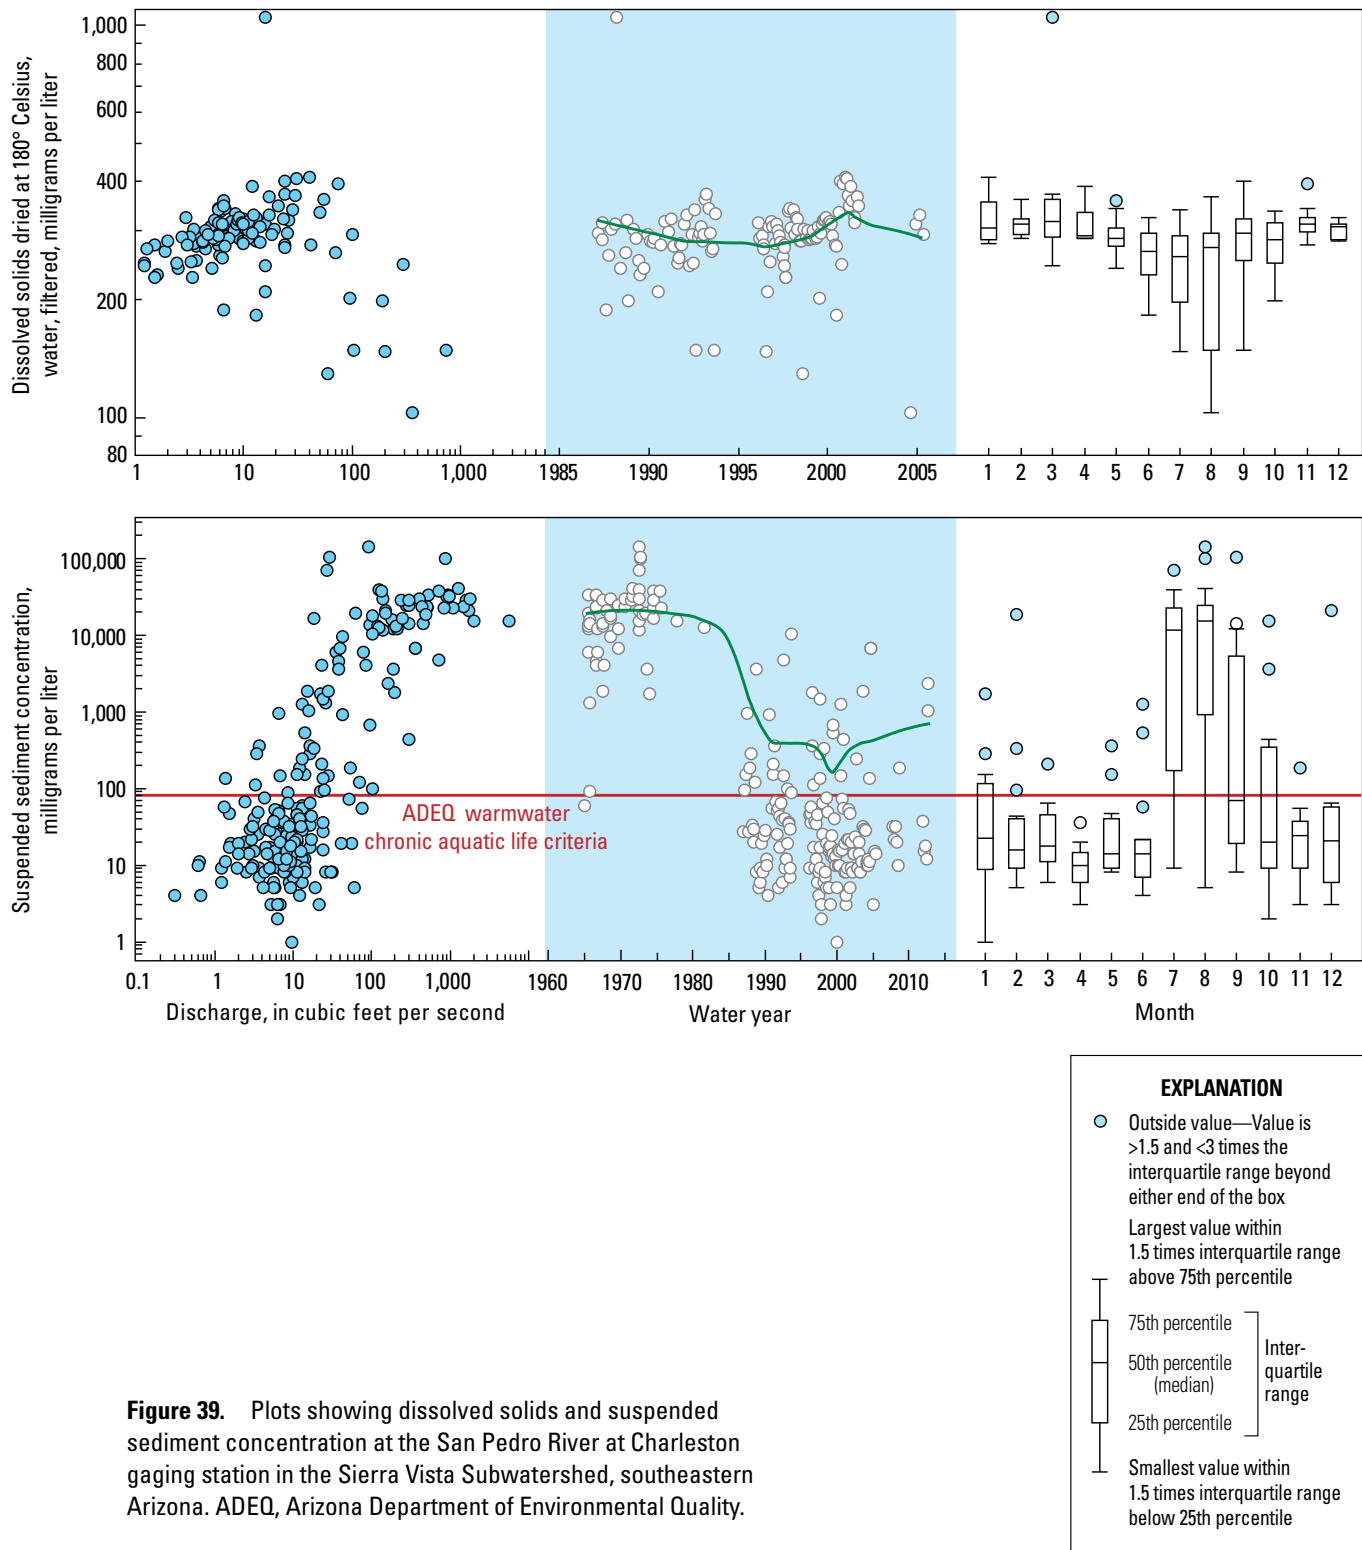 Dissolved solids dried at 180° Celsius,
water, filtered, milligrams per liter
1,000
800
600
400
200
100
80
1 10 100 1,000
1985 1990 1995 2000 2005
1 2 3 4 5 6 7 8 9 10 11 12
Suspended sediment concentration,
milligrams per liter
100,000
10,000
1,000
100
10
1
ADEQ warmwater
chronic aquatic life criteria
0.1 1 10 100 1,000
1960 1970 1980 1990 2000 2010
1 2 3 4 5 6 7 8 9 10 11 12
Discharge, in cubic feet per second
Water year
Month
EXPLANATION
Outside value—Value is
>1.5 and <3 times the
interquartile range beyond
either end of the box
Largest value within
1.5 times interquartile range
above 75th percentile
75th percentile
50th percentile
(median)
25th percentile
Inter-
quartile
range
Smallest value within
1.5 times interquartile range
below 25th percentile
Figure 39. Plots showing dissolved solids and suspended
sediment concentration at the San Pedro River at Charleston
gaging station in the Sierra Vista Subwatershed, southeastern
Arizona. ADEQ, Arizona Department of Environmental Quality.